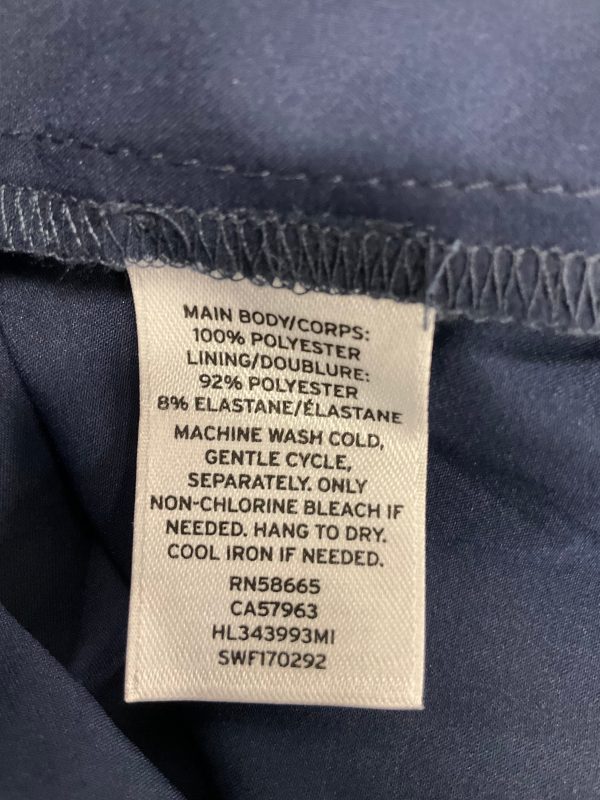 MAIN BODY/CORPS:
100% POLYESTER
LINING/DOUBLURE:
92% POLYESTER
8% ELASTANE/ÉLASTANE
MACHINE WASH COLD,
GENTLE CYCLE,
SEPARATELY. ONLY
NON-CHLORINE BLEACH IF
NEEDED. HANG TO DRY.
COOL IRON IF NEEDED.
RN58665
CA57963
HL343993MI
SWF170292